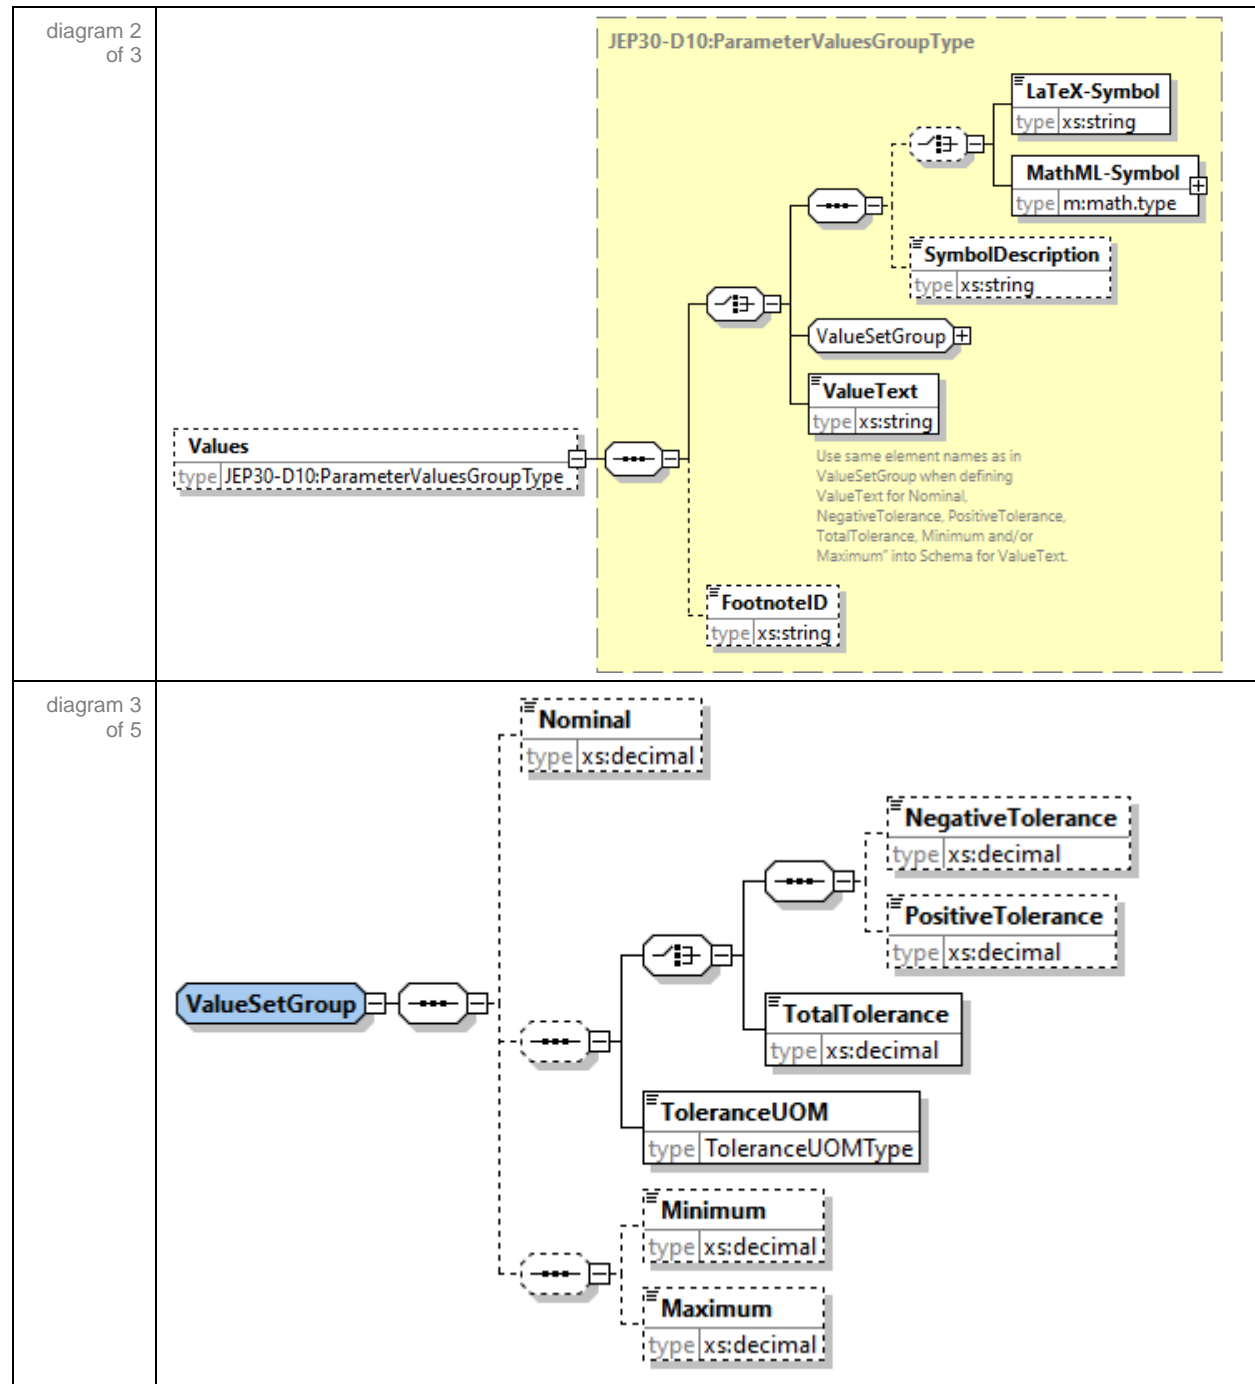 diagram 2
of 3
JEP30-D10:ParameterValuesGroupType
LaTeX-Symbol
type xs:string
MathML-Symbol
type m:math.type
SymbolDescription
type xs:string
ValueSetGroup
ValueText
type xs:string
Use same element names as in
ValueSetGroup when defining
ValueText for Nominal,
NegativeTolerance, PositiveTolerance,
TotalTolerance, Minimum and/or
Maximum" into Schema for ValueText.
Values
type JEP30-D10:ParameterValuesGroupType
FootnoteID
type xs:string
diagram 3
of 5
Nominal
type xs:decimal
NegativeTolerance
type xs:decimal
PositiveTolerance
type xs:decimal
ValueSetGroup
TotalTolerance
type xs:decimal
ToleranceUOM
type ToleranceUOMType
Minimum
type xs:decimal
Maximum
type xs:decimal